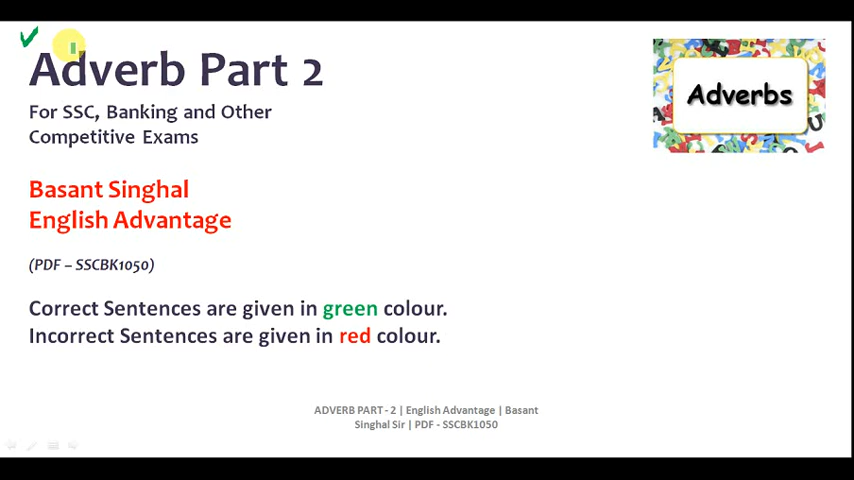 Adverb Part 2
For SSC, Banking and Other
Competitive Exams
Adverbs
Basant Singhal
English Advantage
(PDF – SSCBK1050)
Correct Sentences are given in green colour.
Incorrect Sentences are given in red colour.
ADVERB PART - 2 | English Advantage | Basant
Singhal Sir | PDF - SSCBK1050